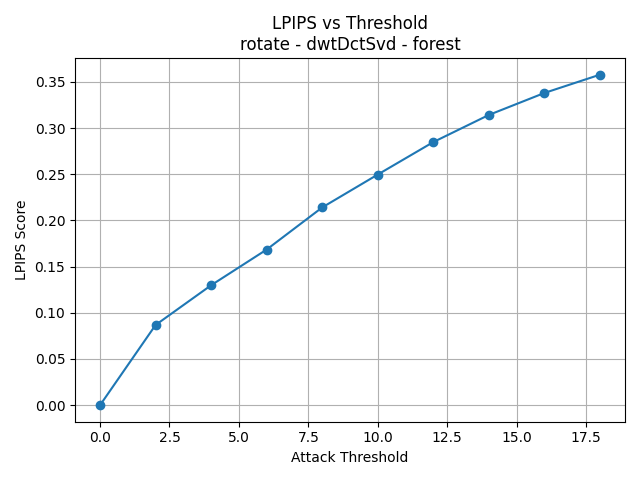 LPIPS vs Threshold
rotate - dwtDctSvd - forest
LPIPS Score
0.35
0.30
0.25
0.20
0.15
0.10
0.05
0.00
0.0 2.5 5.0 7.5 10.0 12.5 15.0 17.5
Attack Threshold